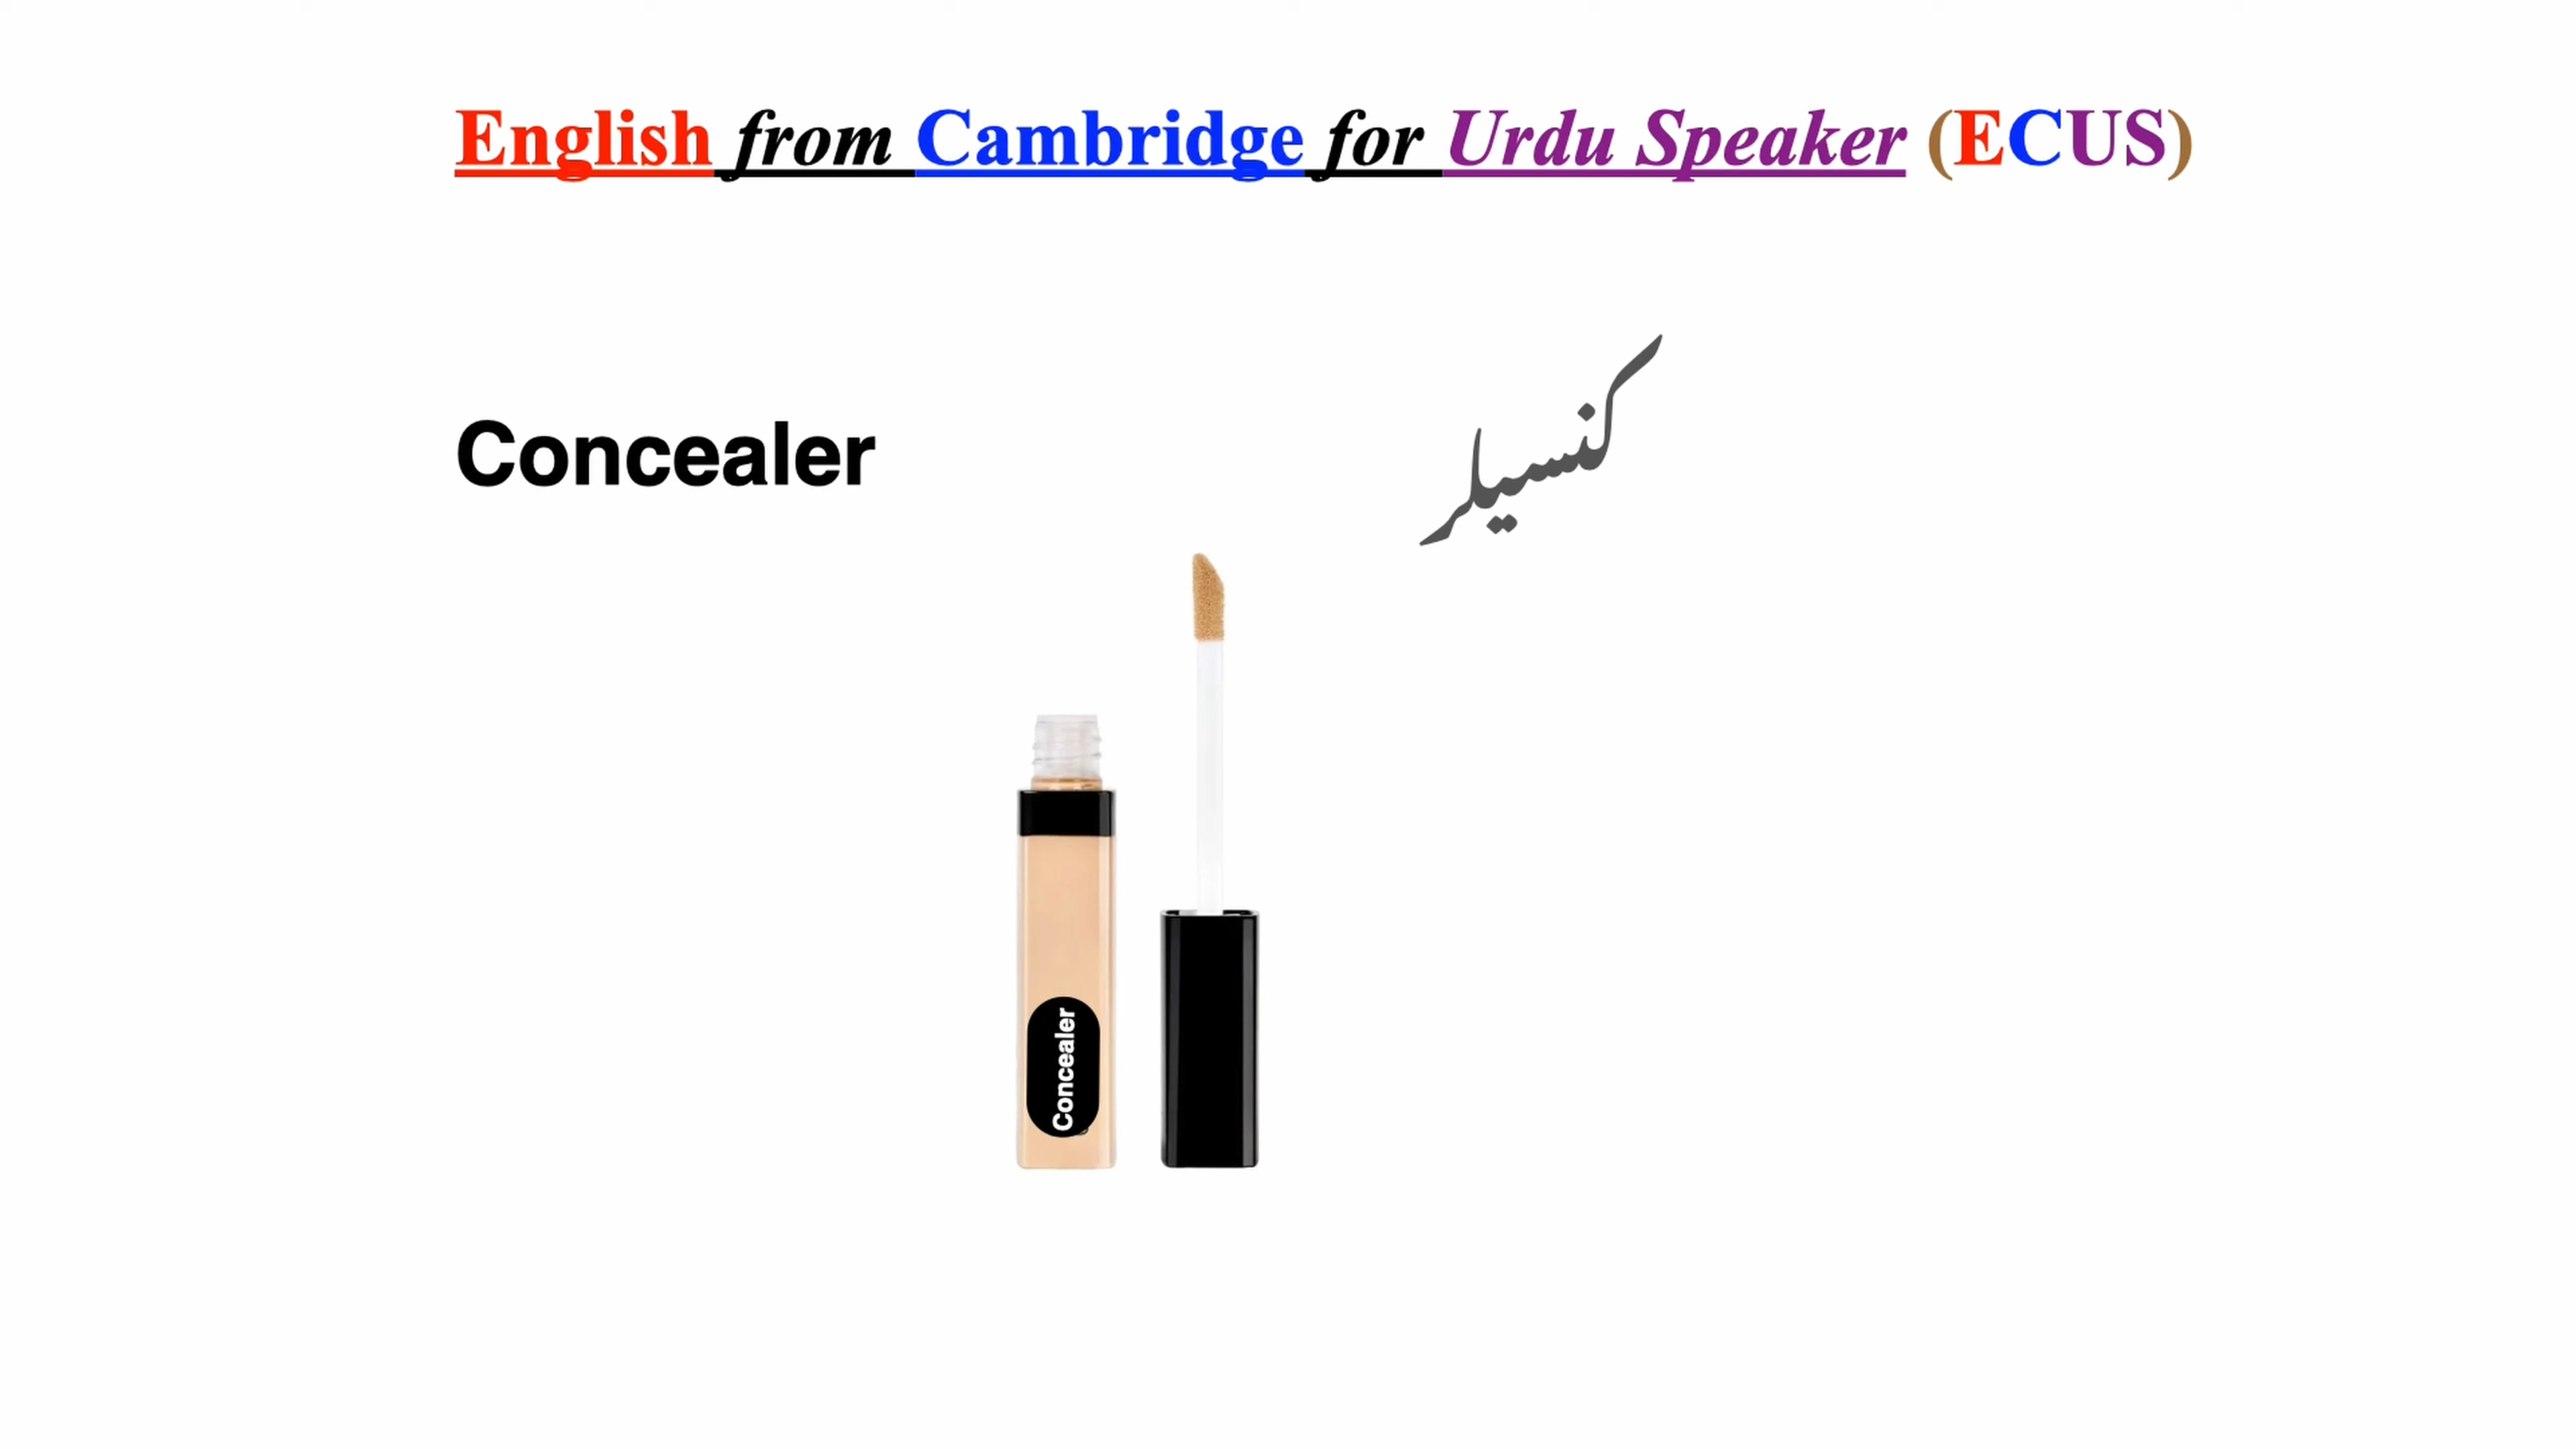 English from Cambridge for Urdu Speaker (ECUS)
Concealer
کنسیلر
Concealer